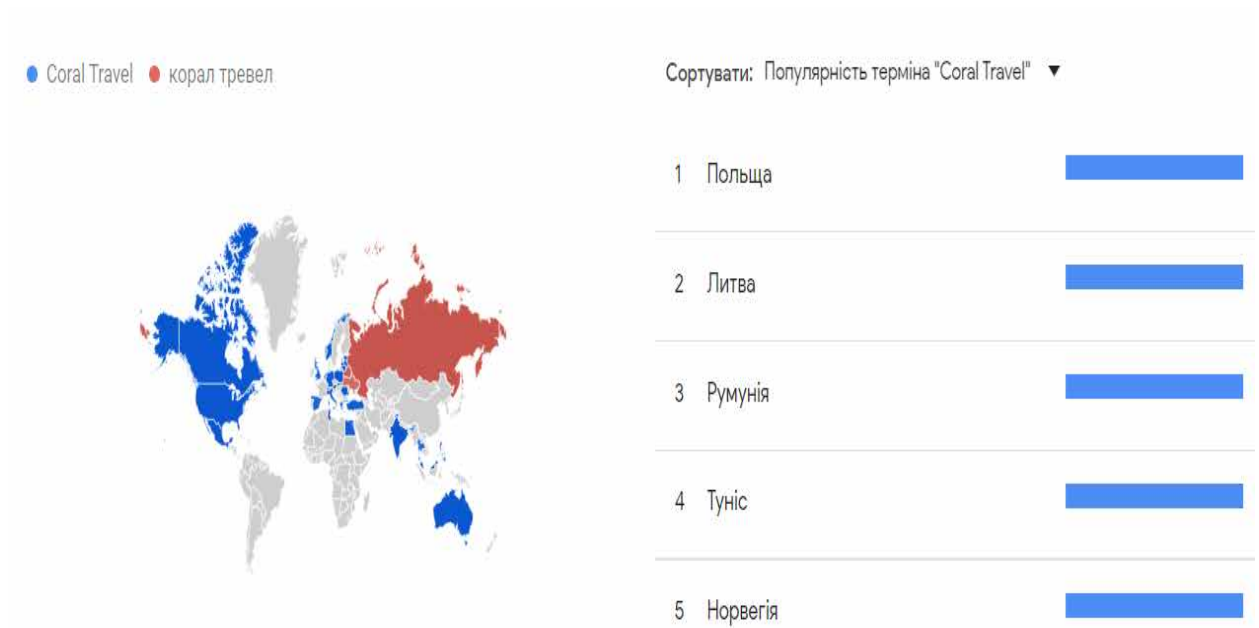 Coral Travel корал тревел
Сортувати: Популярність терміна "Coral Travel"
1 Польща
2 Литва
3 Румунія
4 Туніс
5 Норвегія